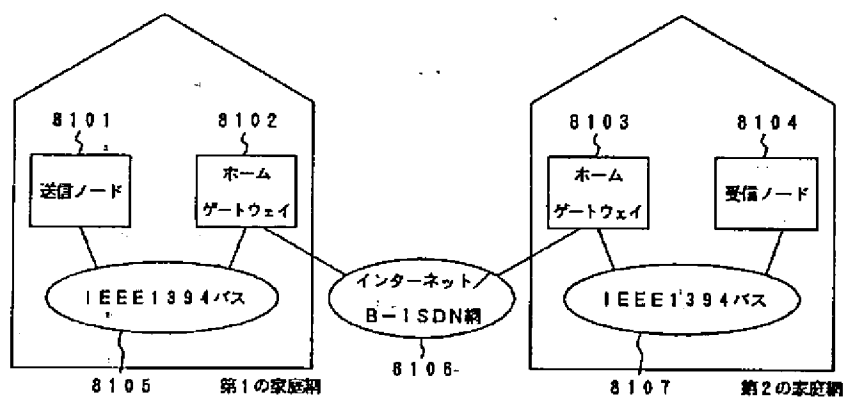 8101
8102
8103
8104
送信ノード
ホーム
ゲートウェイ
ホーム
ゲートウェイ
受信ノード
IEEE1394バス
インターネット/
B-ISDN網
IEEE1394バス
8105
第1の家庭網
8106
8107
第2の家庭網